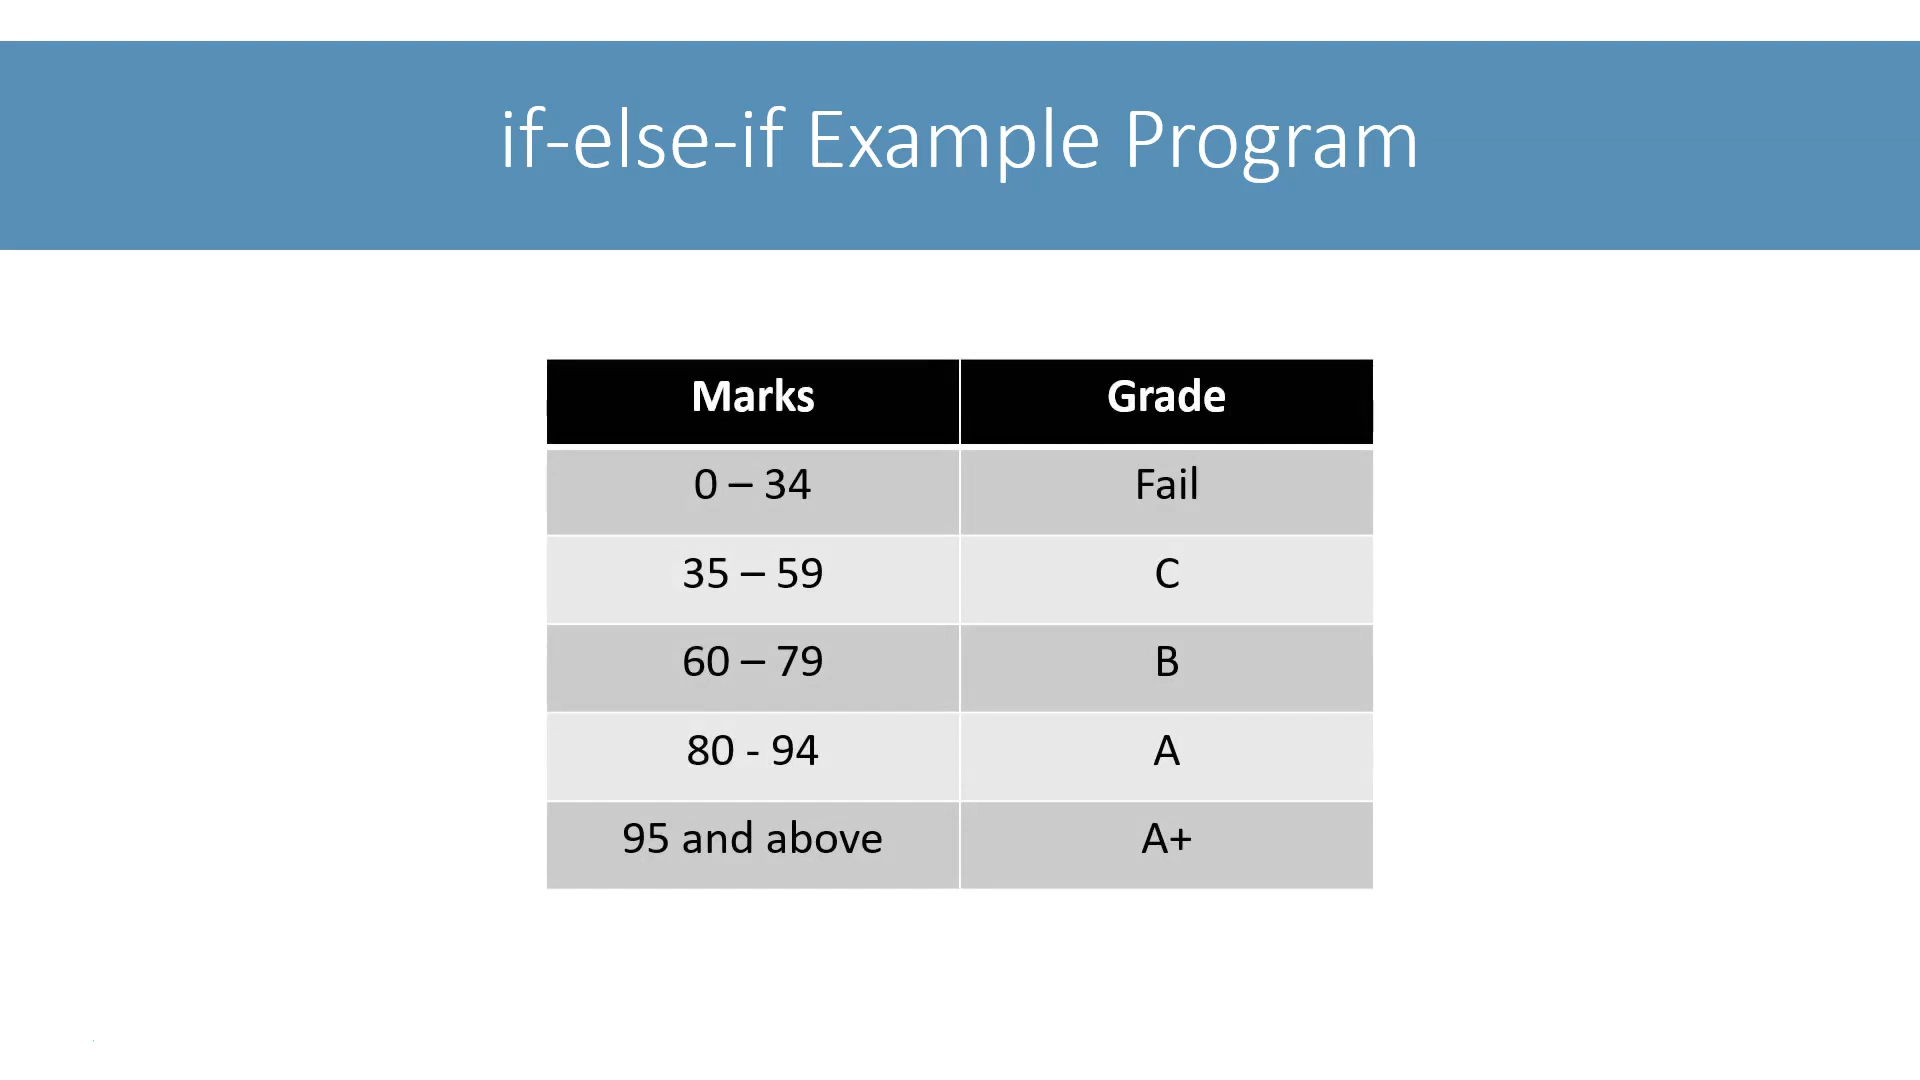 if-else-if Example Program
Marks Grade
0 – 34 Fail
35 – 59 C
60 – 79 B
80 - 94 A
95 and above A+